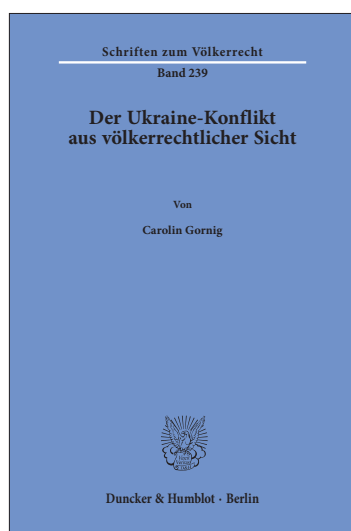 Schriften zum Völkerrecht
Band 239
Der Ukraine-Konflikt
aus völkerrechtlicher Sicht
Von
Carolin Gornig
Duncker & Humblot · Berlin